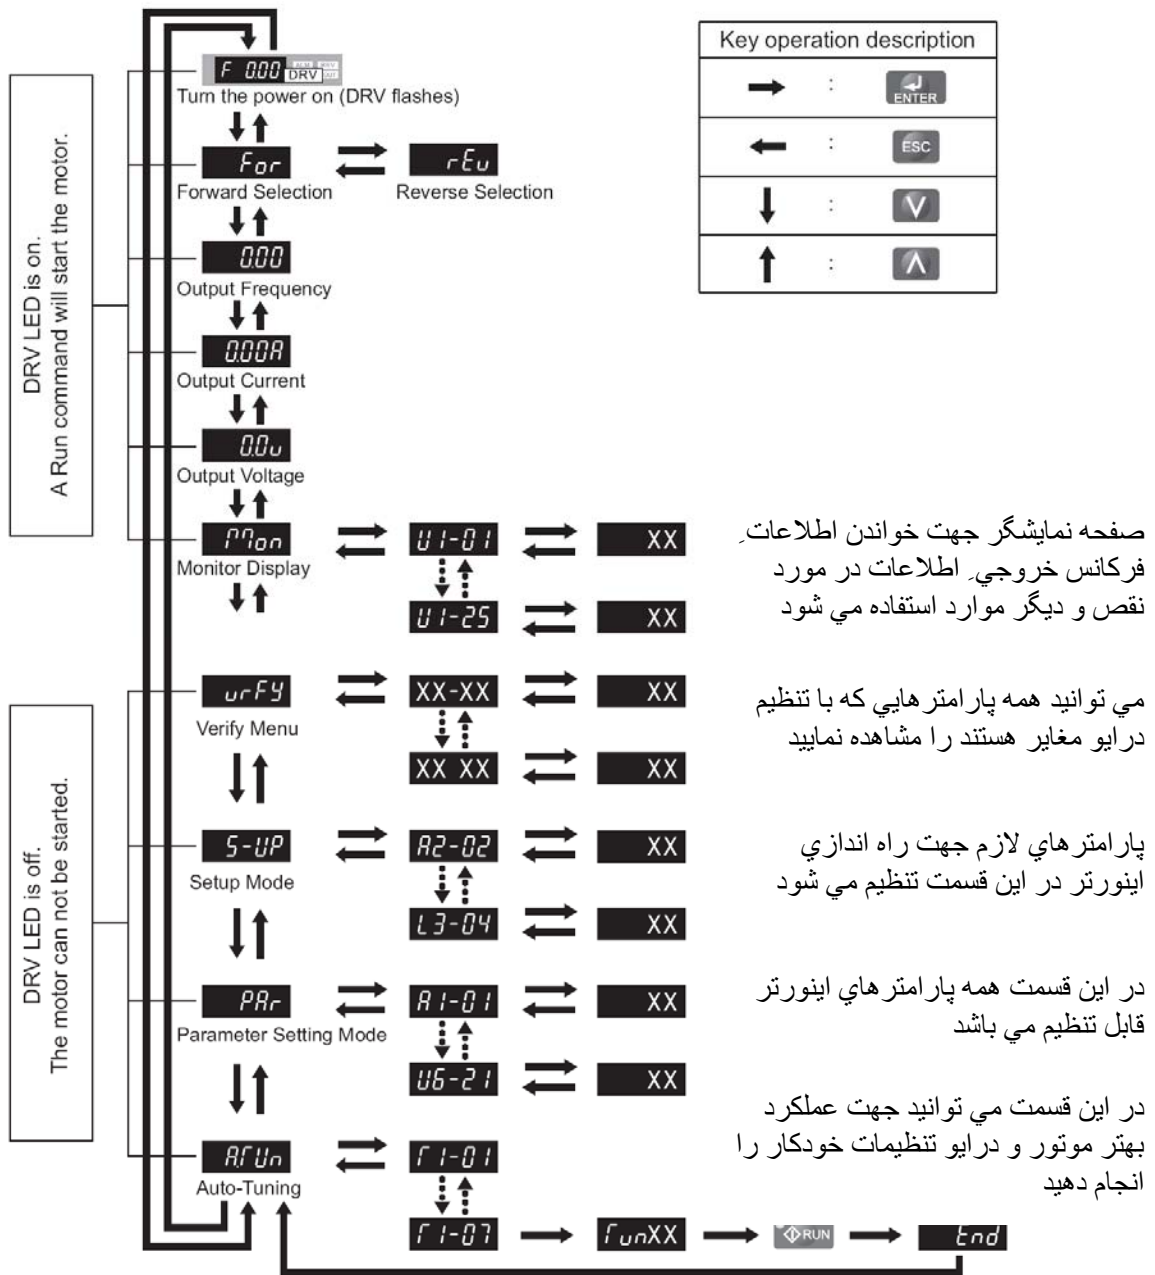 Key operation description
→ : ENTER
← : ESC
↓ : V
↑ : Λ
DRV LED is on.
A Run command will start the motor.
F 0.00 DRV
Turn the power on (DRV flashes)
For
rEv
Forward Selection
Reverse Selection
0.00
Output Frequency
0.00A
Output Current
0.0v
Output Voltage
Mon
U1-01
XX
Monitor Display
U1-25
XX
صفحه نمايشگر جهت خواندن اطلاعات ِ
فركانس خروجي ِ اطلاعات در مورد
نقص و ديگر موارد استفاده مي شود
DRV LED is off.
The motor can not be started.
vrFY
XX-XX
XX
Verify Menu
XX XX
XX
مي توانيد همه پارامترهايي كه با تنظيم
درايو مغاير هستند را مشاهده نماييد
S-UP
A2-02
XX
Setup Mode
L3-04
XX
پارامترهاي لازم جهت راه اندازي
اينورتر در اين قسمت تنظيم مي شود
PAr
A1-01
XX
Parameter Setting Mode
U6-21
XX
در اين قسمت همه پارامترهاي اينورتر
قابل تنظيم مي باشد
A.TUn
T1-01
Auto-Tuning
T1-07
TunXX
RUN
End
در اين قسمت مي توانيد جهت عملكرد
بهتر موتور و درايو تنظيمات خودكار را
انجام دهيد